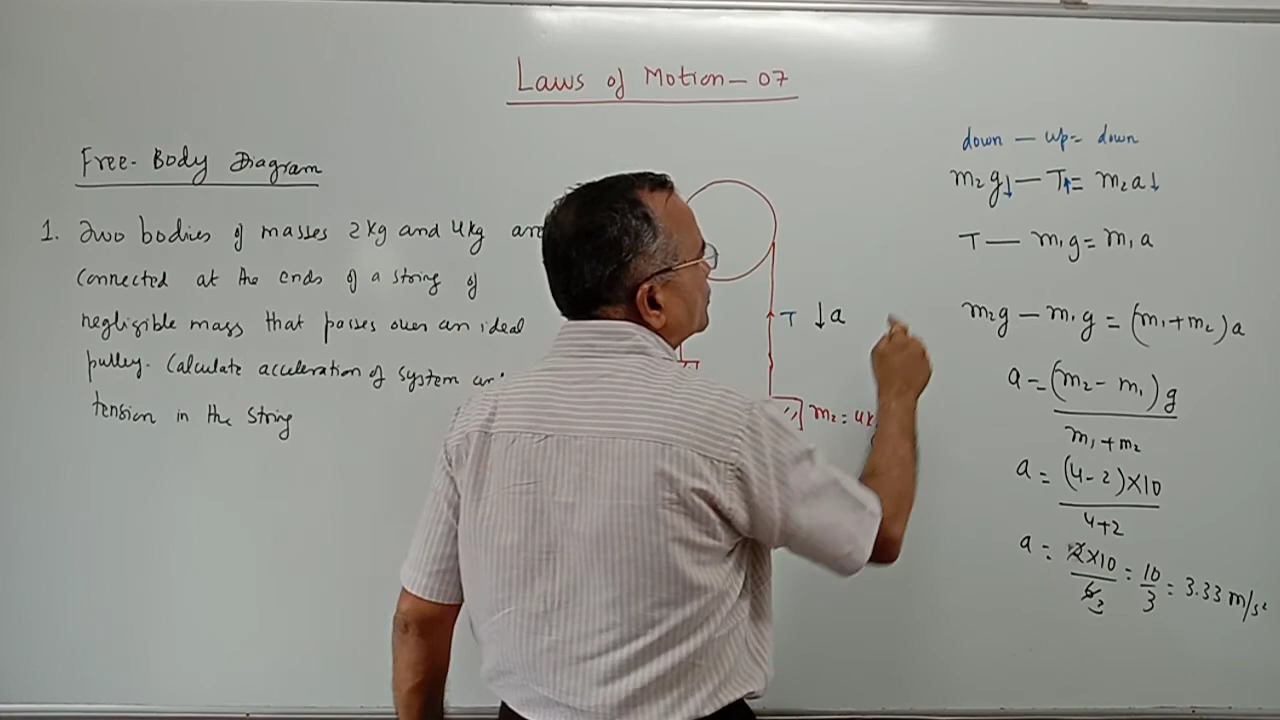 Laws of Motion - 07
Free-Body Diagram
1. Two bodies of masses 2kg and 4kg
connected at the ends of a string of
negligible mass that passes over an ideal
pulley. Calculate acceleration of system
tension in the string
T ↓a
m₂ = 4
down - up = down
m₂g↓ - T↑ = m₂a↓
T - m₁g = m₁a
m₂g - m₁g = (m₁+m₂)a
a = (m₂ - m₁)g
m₁+m₂
a = (4-2)×10
4+2
a = 2×10/6 3 = 10/3 = 3.33 m/s²